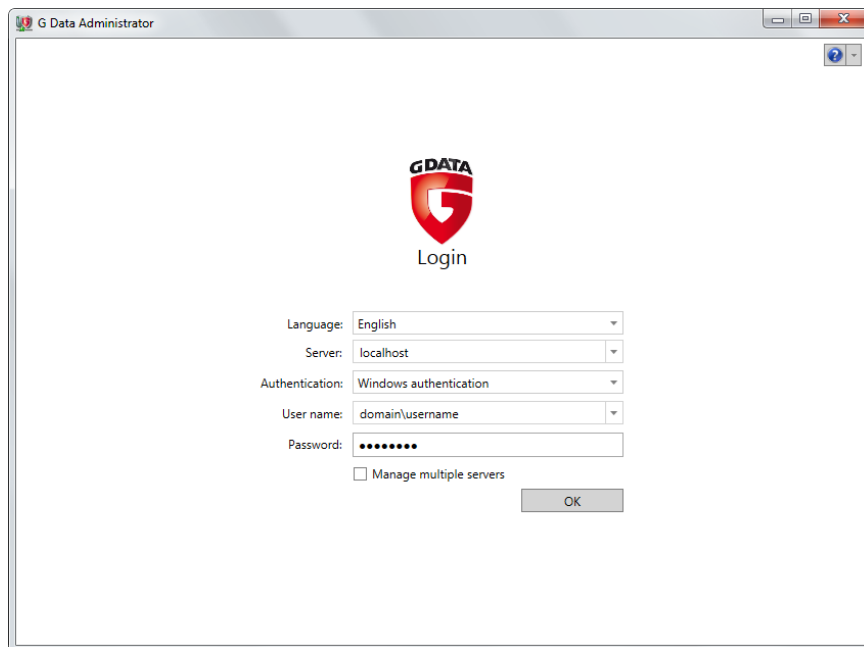 G Data Administrator
GDATA
Login
Language: English
Server: localhost
Authentication: Windows authentication
User name: domain\username
Password: ●●●●●●●●
Manage multiple servers
OK